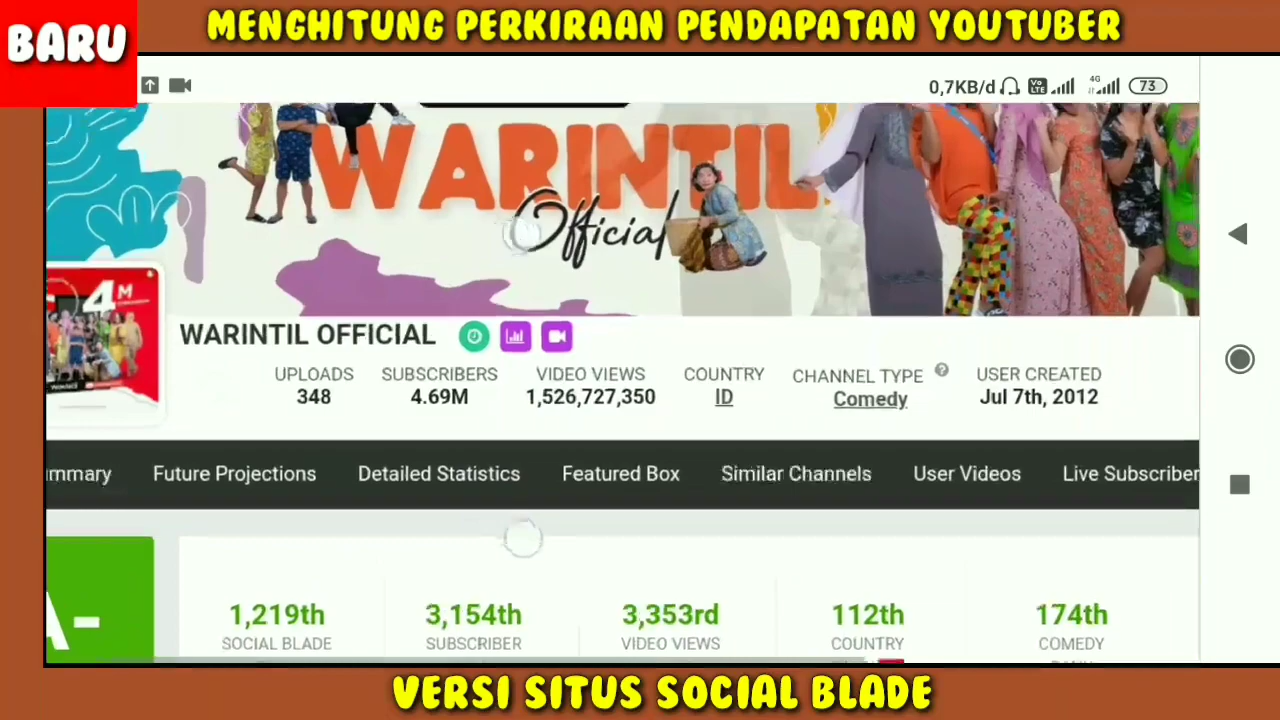 MENGHITUNG PERKIRAAN PENDAPATAN YOUTUBER
BARU
0,7KB/d Vo LTE 4G 73
WARINTIL
Official
4M
WARINTIL OFFICIAL
UPLOADS SUBSCRIBERS VIDEO VIEWS COUNTRY CHANNEL TYPE ? USER CREATED
348 4.69M 1,526,727,350 ID Comedy Jul 7th, 2012
mmary Future Projections Detailed Statistics Featured Box Similar Channels User Videos Live Subscriber
A-
1,219th 3,154th 3,353rd 112th 174th
SOCIAL BLADE SUBSCRIBER VIDEO VIEWS COUNTRY COMEDY
VERSI SITUS SOCIAL BLADE